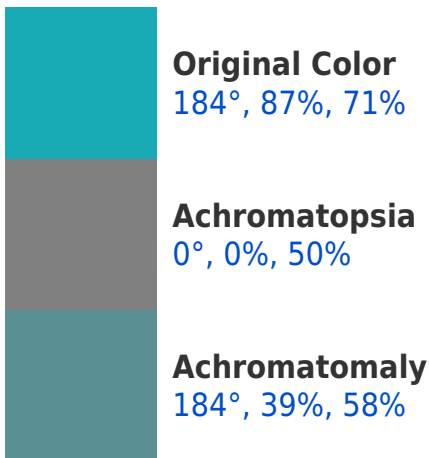 Original Color
184°, 87%, 71%
Achromatopsia
0°, 0%, 50%
Achromatomaly
184°, 39%, 58%